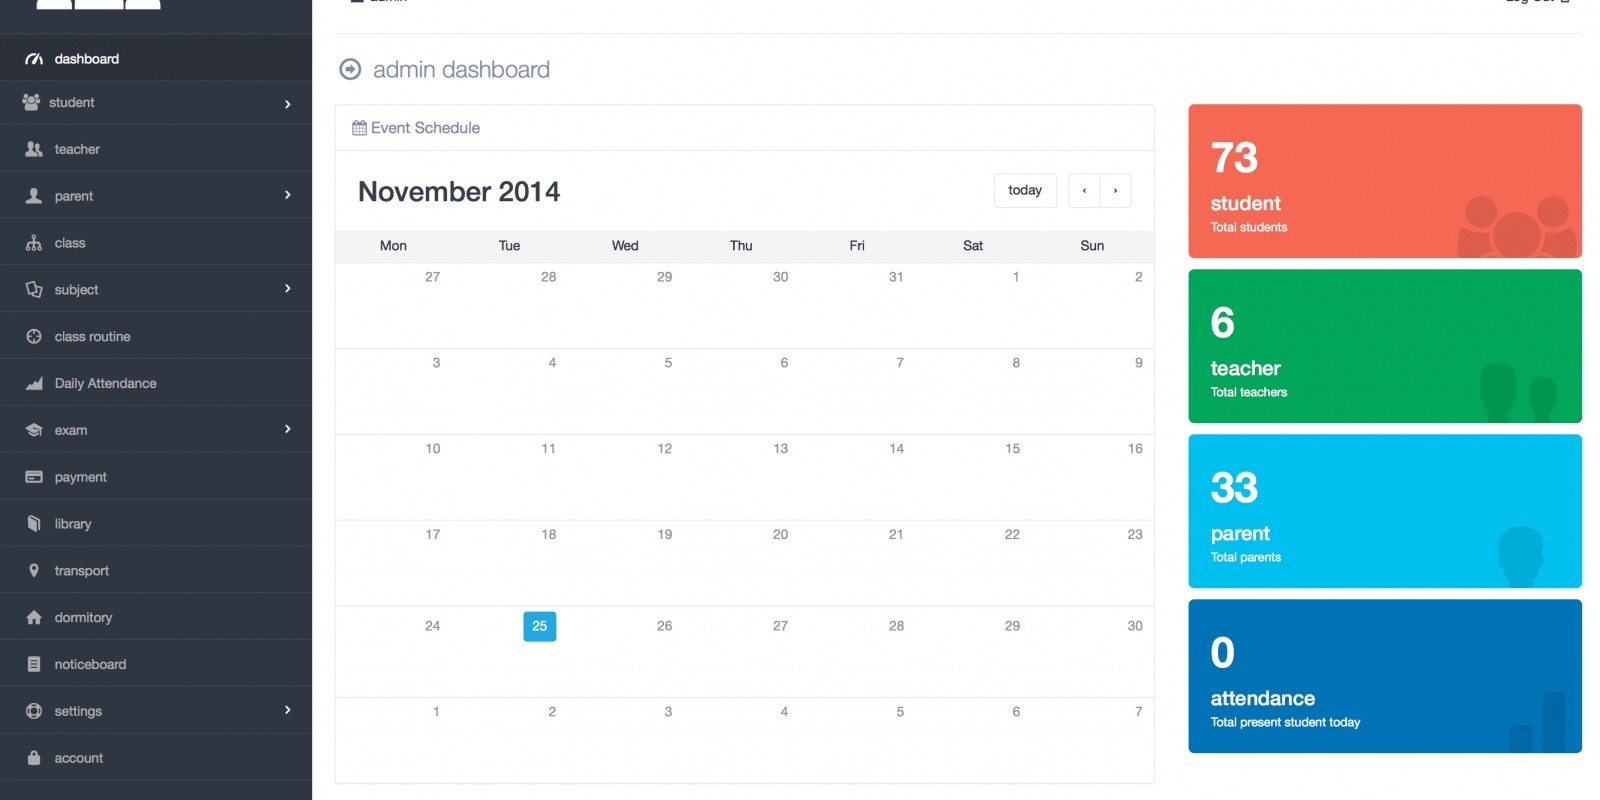 dashboard
student
teacher
parent
class
subject
class routine
Daily Attendance
exam
payment
library
transport
dormitory
noticeboard
settings
account
admin dashboard
Event Schedule
November 2014
today ‹ ›
Mon Tue Wed Thu Fri Sat Sun
27 28 29 30 31 1 2
3 4 5 6 7 8 9
10 11 12 13 14 15 16
17 18 19 20 21 22 23
24 25 26 27 28 29 30
1 2 3 4 5 6 7
73
student
Total students
6
teacher
Total teachers
33
parent
Total parents
0
attendance
Total present student today